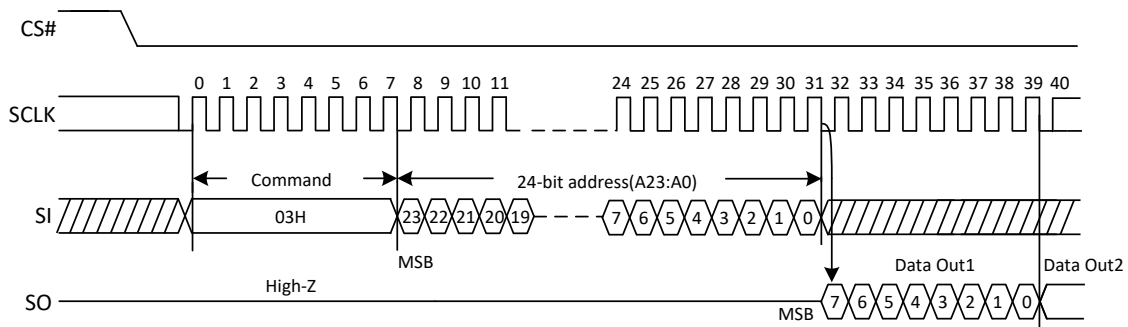 CS#
0 1 2 3 4 5 6 7 8 9 10 11 24 25 26 27 28 29 30 31 32 33 34 35 36 37 38 39 40
SCLK
Command 24-bit address(A23:A0)
SI 03H 23 22 21 20 19 7 6 5 4 3 2 1 0
MSB Data Out1 Data Out2
High-Z
SO 7 6 5 4 3 2 1 0
MSB